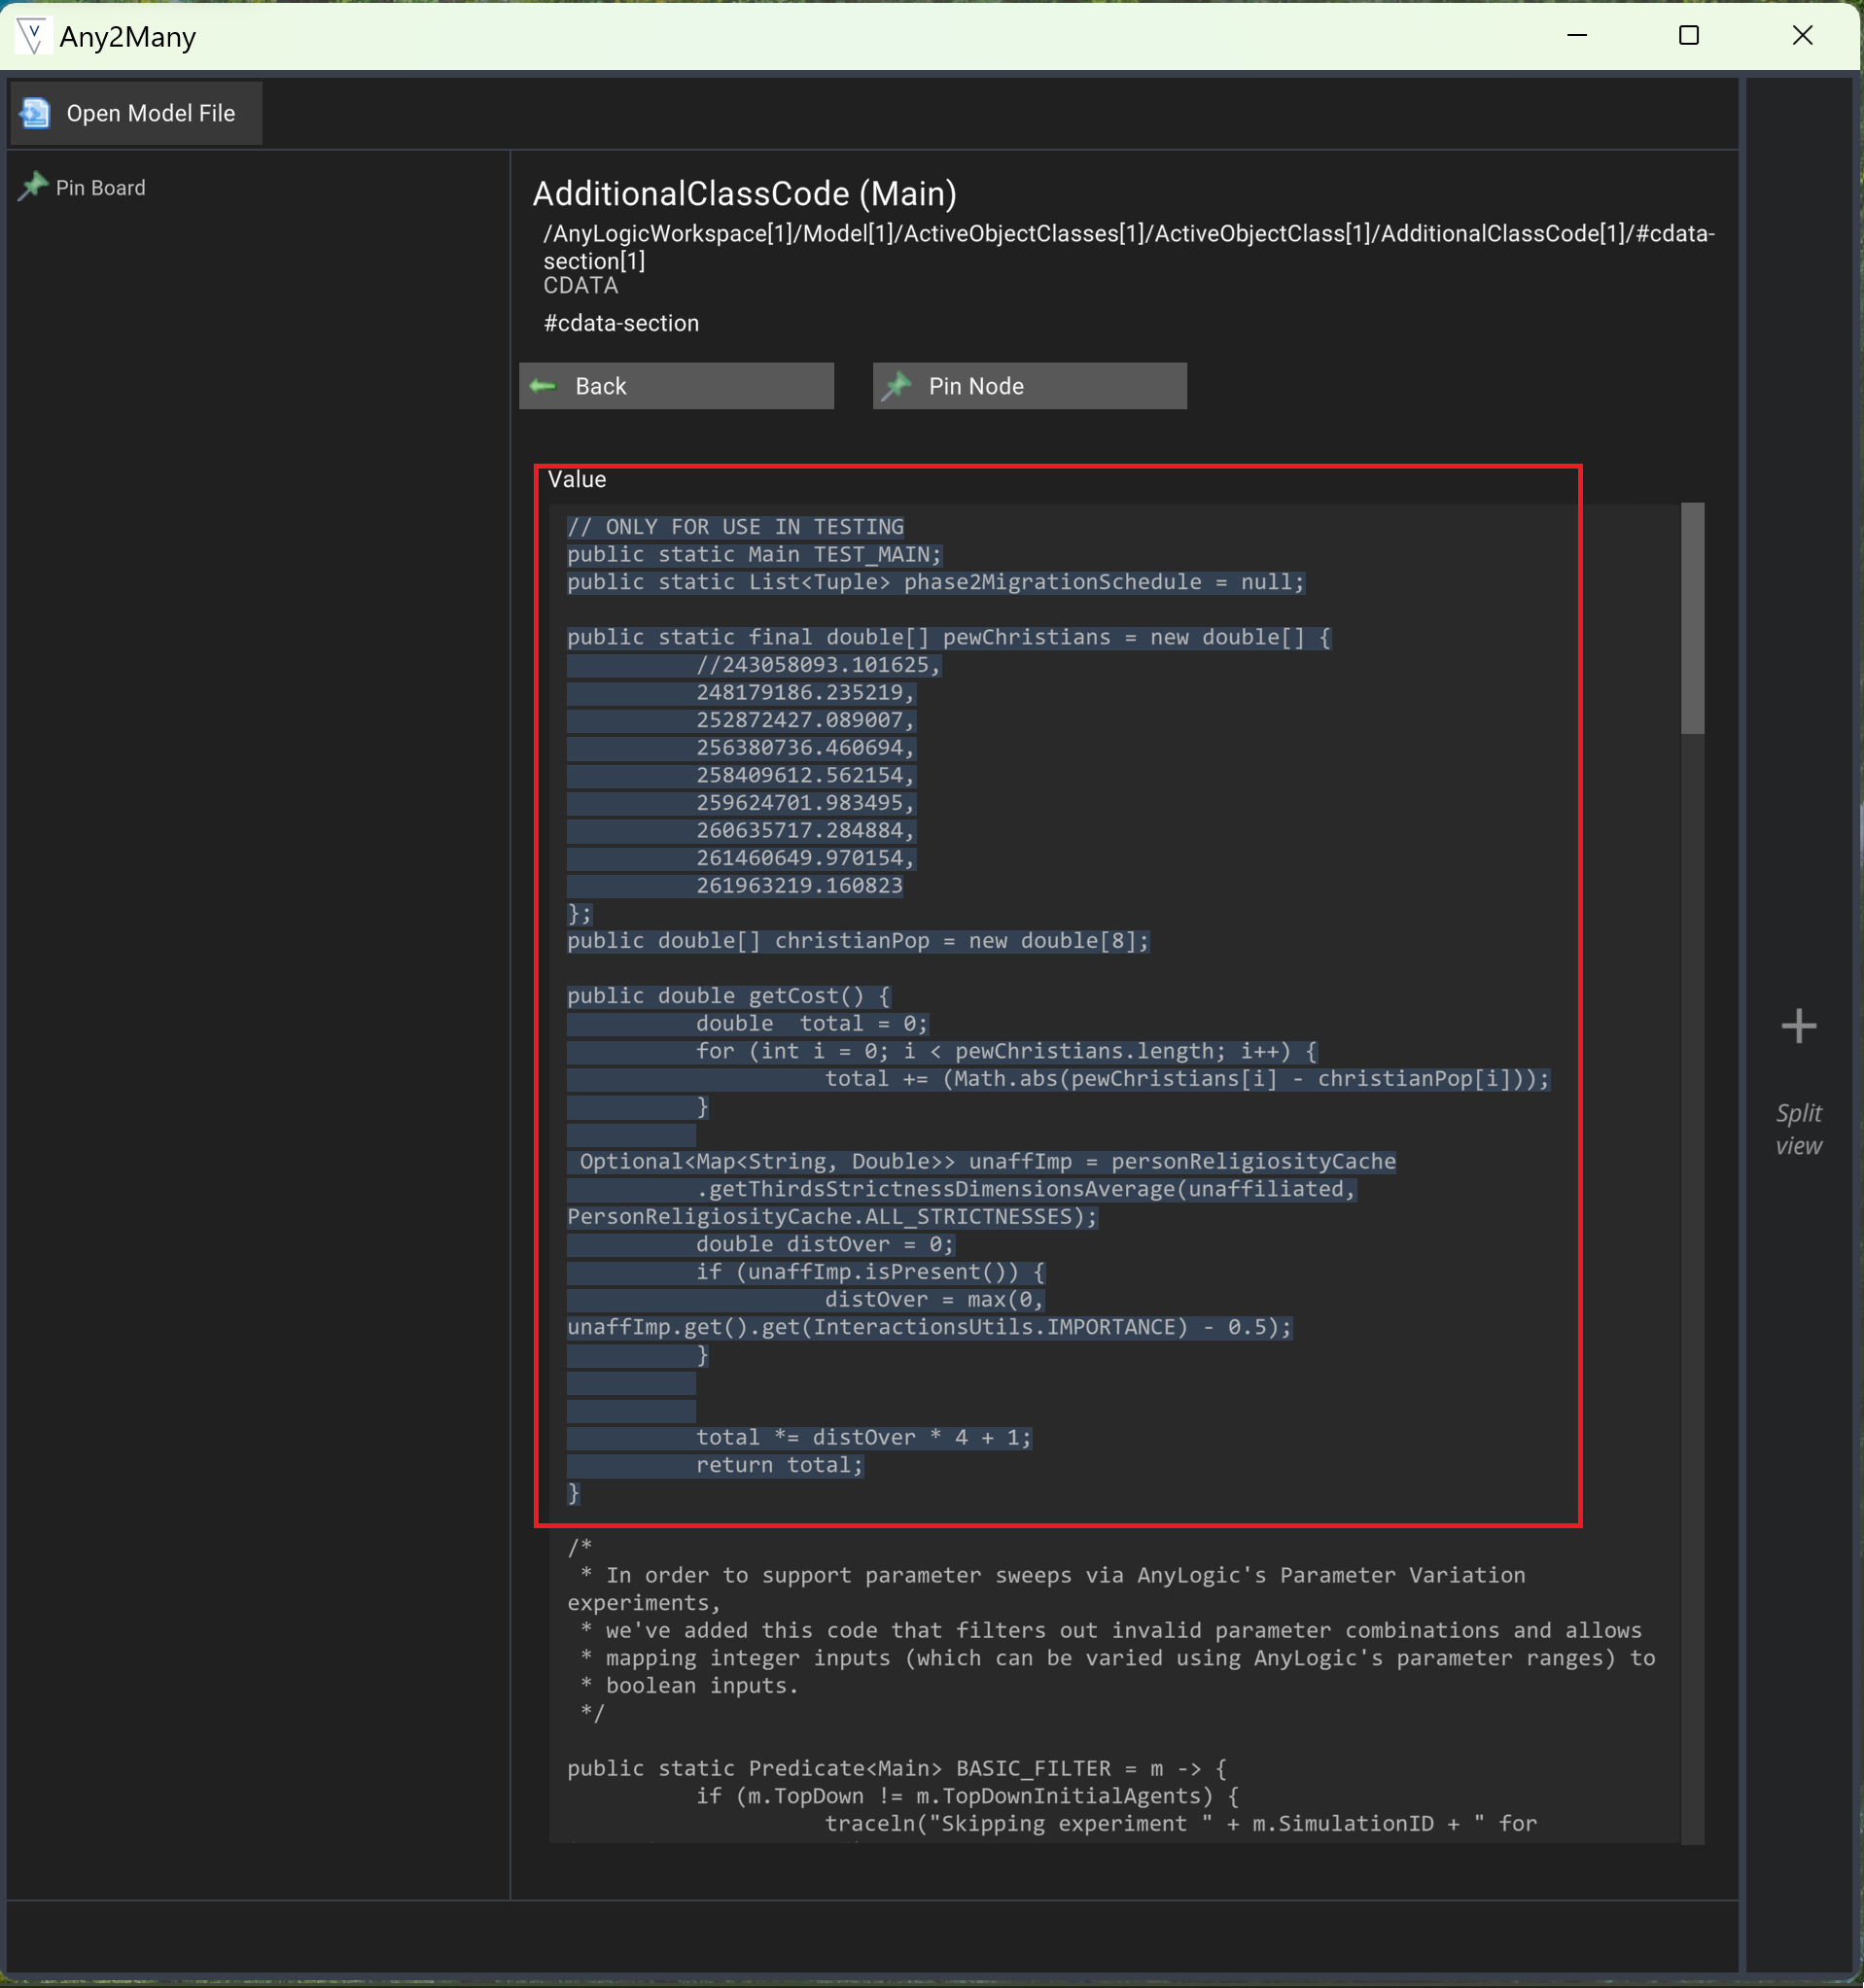 Any2Many
Open Model File
Pin Board
AdditionalClassCode (Main)
/AnyLogicWorkspace[1]/Model[1]/ActiveObjectClasses[1]/ActiveObjectClass[1]/AdditionalClassCode[1]/#cdata-
section[1]
CDATA
#cdata-section
Back
Pin Node
Value
// ONLY FOR USE IN TESTING
public static Main TEST_MAIN;
public static List<Tuple> phase2MigrationSchedule = null;
public static final double[] pewChristians = new double[] {
//243058093.101625,
248179186.235219,
252872427.089007,
256380736.460694,
258409612.562154,
259624701.983495,
260635717.284884,
261460649.970154,
261963219.160823
};
public double[] christianPop = new double[8];
public double getCost() {
double  total = 0;
for (int i = 0; i < pewChristians.length; i++) {
total += (Math.abs(pewChristians[i] - christianPop[i]));
}
Optional<Map<String, Double>> unaffImp = personReligiosityCache
.getThirdsStrictnessDimensionsAverage(unaffiliated,
PersonReligiosityCache.ALL_STRICTNESSES);
double distOver = 0;
if (unaffImp.isPresent()) {
distOver = max(0,
unaffImp.get().get(InteractionsUtils.IMPORTANCE) - 0.5);
}
total *= distOver * 4 + 1;
return total;
}
/*
* In order to support parameter sweeps via AnyLogic's Parameter Variation
experiments,
* we've added this code that filters out invalid parameter combinations and allows
* mapping integer inputs (which can be varied using AnyLogic's parameter ranges) to
* boolean inputs.
*/
public static Predicate<Main> BASIC_FILTER = m -> {
if (m.TopDown != m.TopDownInitialAgents) {
traceln("Skipping experiment " + m.SimulationID + " for
Split
view